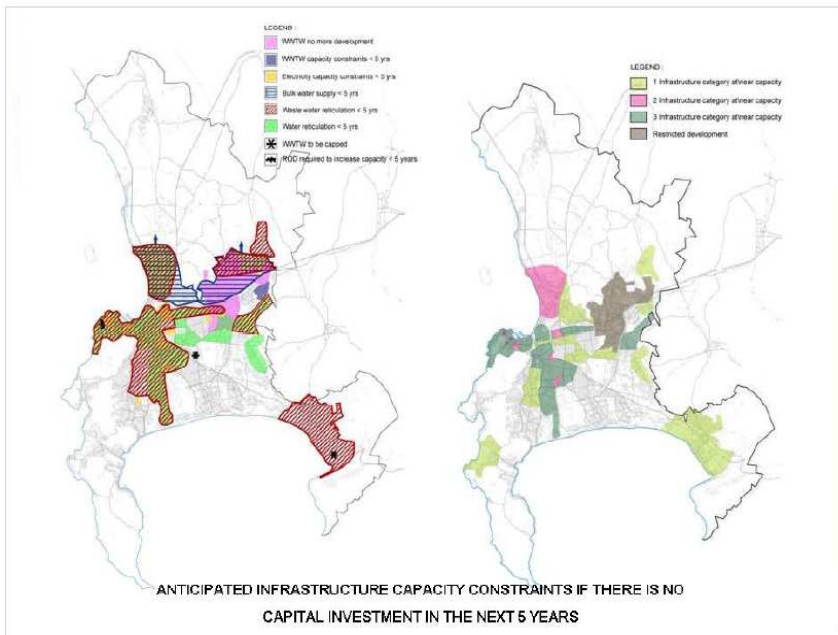 LEGEND :
WWTW no more development
WWTW capacity constraints < 5 yrs
Electricity capacity constraints < 5 yrs
Bulk water supply < 5 yrs
Waste water reticulation < 5 yrs
Water reticulation < 5 yrs
WWTW to be capped
ROD required to increase capacity < 5 years
LEGEND :
1 Infrastructure category at/near capacity
2 Infrastructure category at/near capacity
3 Infrastructure category at/near capacity
Restricted development
ANTICIPATED INFRASTRUCTURE CAPACITY CONSTRAINTS IF THERE IS NO
CAPITAL INVESTMENT IN THE NEXT 5 YEARS